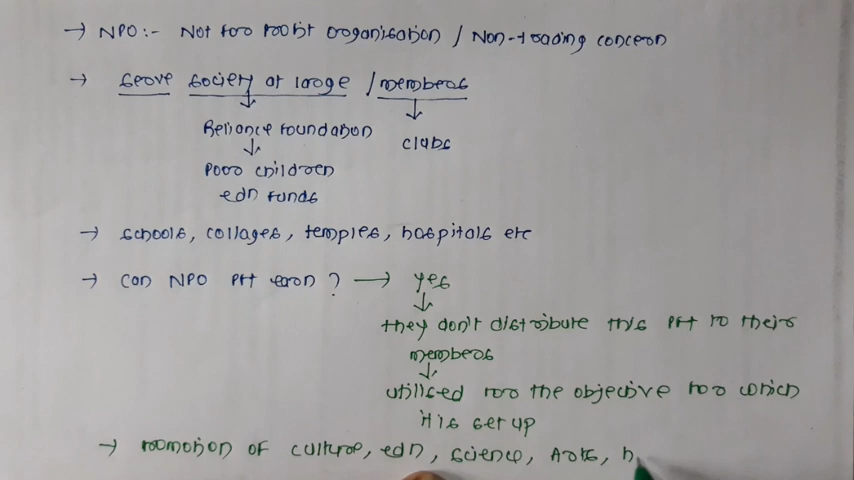 → NPO:- Not for profit organisation / Non-trading concern
→ serve society at large / members
Reliance foundation
clubs
poor children
edn funds
→ schools, collages, temples, hospitals etc
→ can NPO pft earn? → yes
they don't distribute this pft to their
members
utilised for the objective for which
it is set up
→ promotion of culture, edn, science, Arts, h